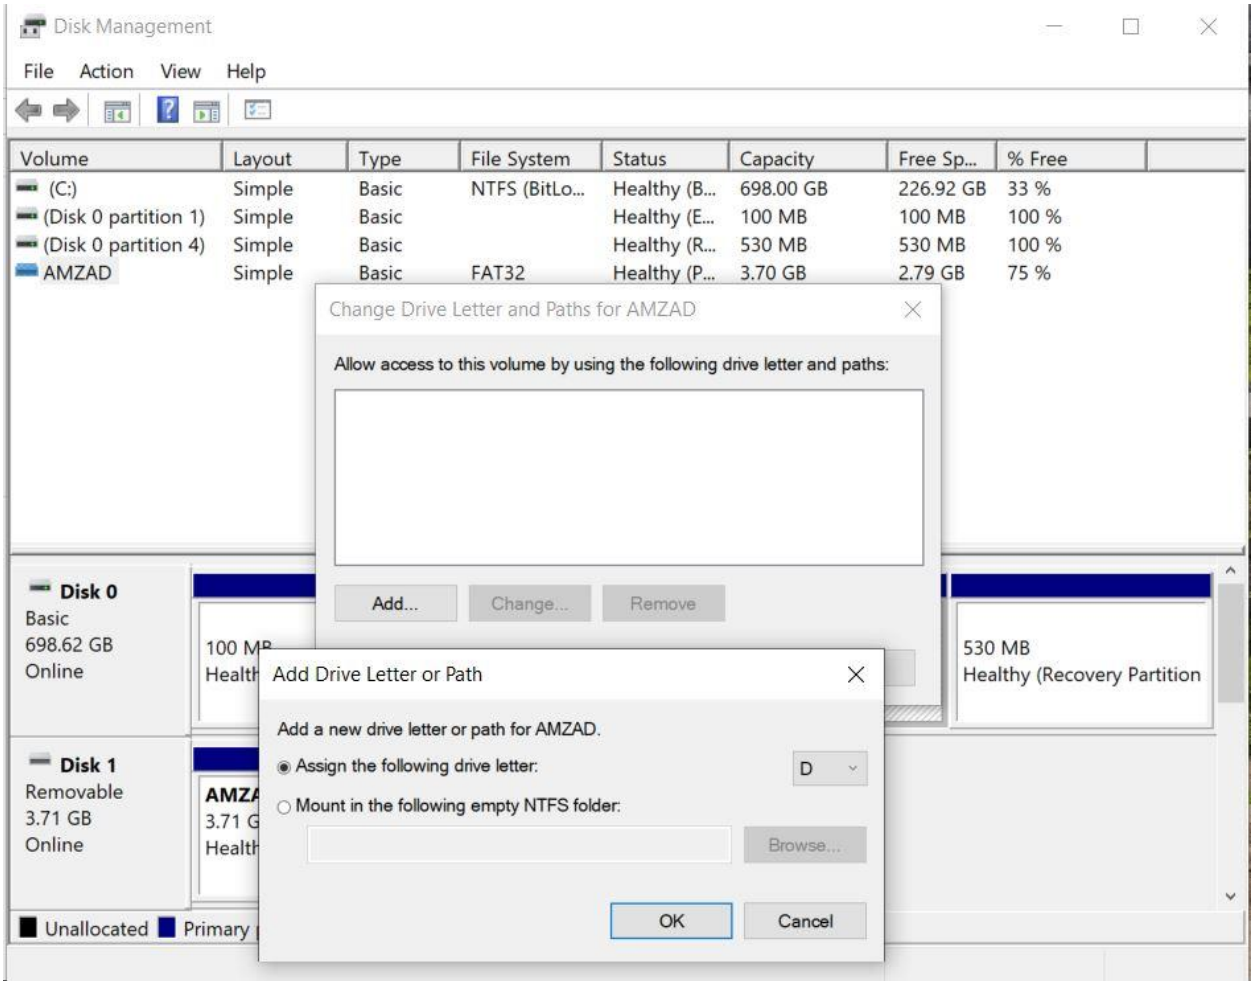 Disk Management
File Action View Help
Volume Layout Type File System Status Capacity Free Sp... % Free
(C:) Simple Basic NTFS (BitLo... Healthy (B... 698.00 GB 226.92 GB 33 %
(Disk 0 partition 1) Simple Basic Healthy (E... 100 MB 100 MB 100 %
(Disk 0 partition 4) Simple Basic Healthy (R... 530 MB 530 MB 100 %
AMZAD Simple Basic FAT32 Healthy (P... 3.70 GB 2.79 GB 75 %
Change Drive Letter and Paths for AMZAD
Allow access to this volume by using the following drive letter and paths:
Add... Change... Remove
Disk 0
Basic
698.62 GB
Online
100 MB
Health
530 MB
Healthy (Recovery Partition
Add Drive Letter or Path
Add a new drive letter or path for AMZAD.
Assign the following drive letter: D
Mount in the following empty NTFS folder:
Browse...
OK Cancel
Disk 1
Removable
3.71 GB
Online
AMZA
3.71 G
Health
Unallocated Primary